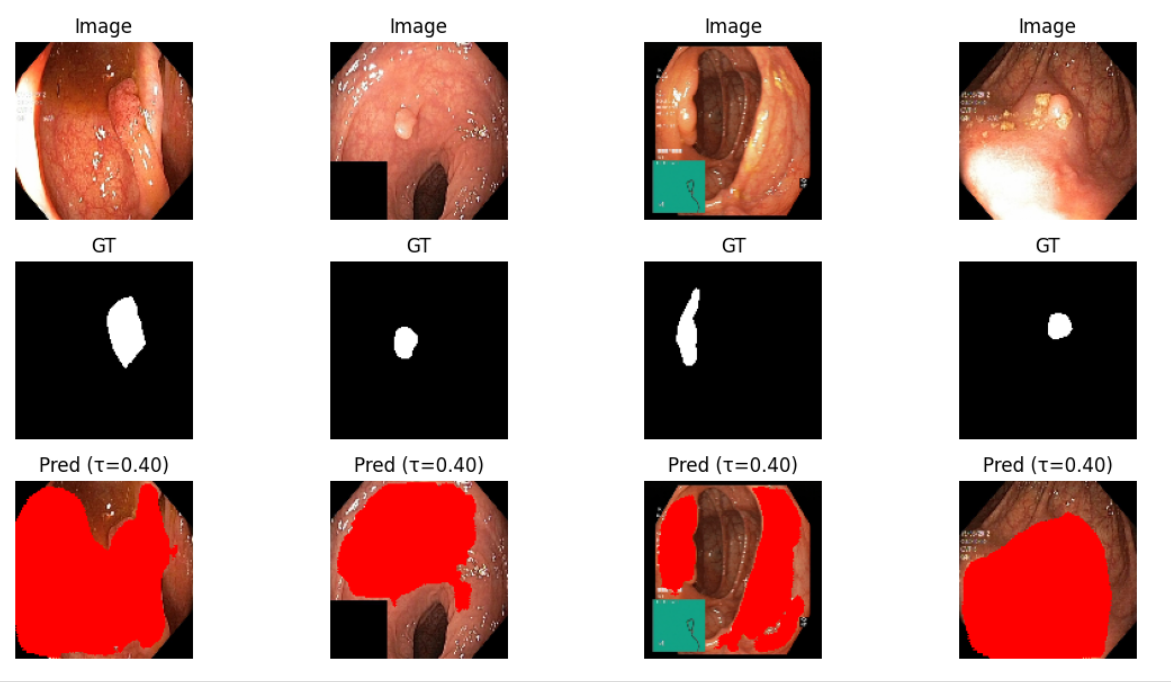 Image Image Image Image
GT GT GT GT
Pred (τ=0.40) Pred (τ=0.40) Pred (τ=0.40) Pred (τ=0.40)